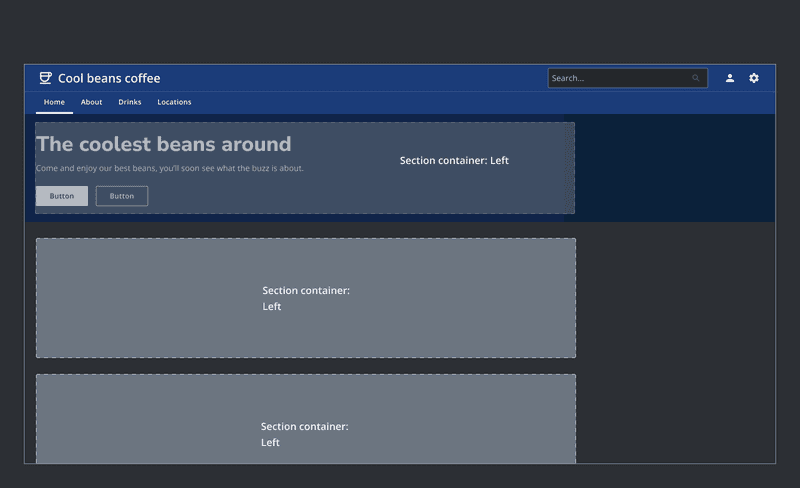 Cool beans coffee
Search...
Home About Drinks Locations
The coolest beans around
Come and enjoy our best beans, you'll soon see what the buzz is about.
Section container: Left
Button Button
Section container:
Left
Section container:
Left